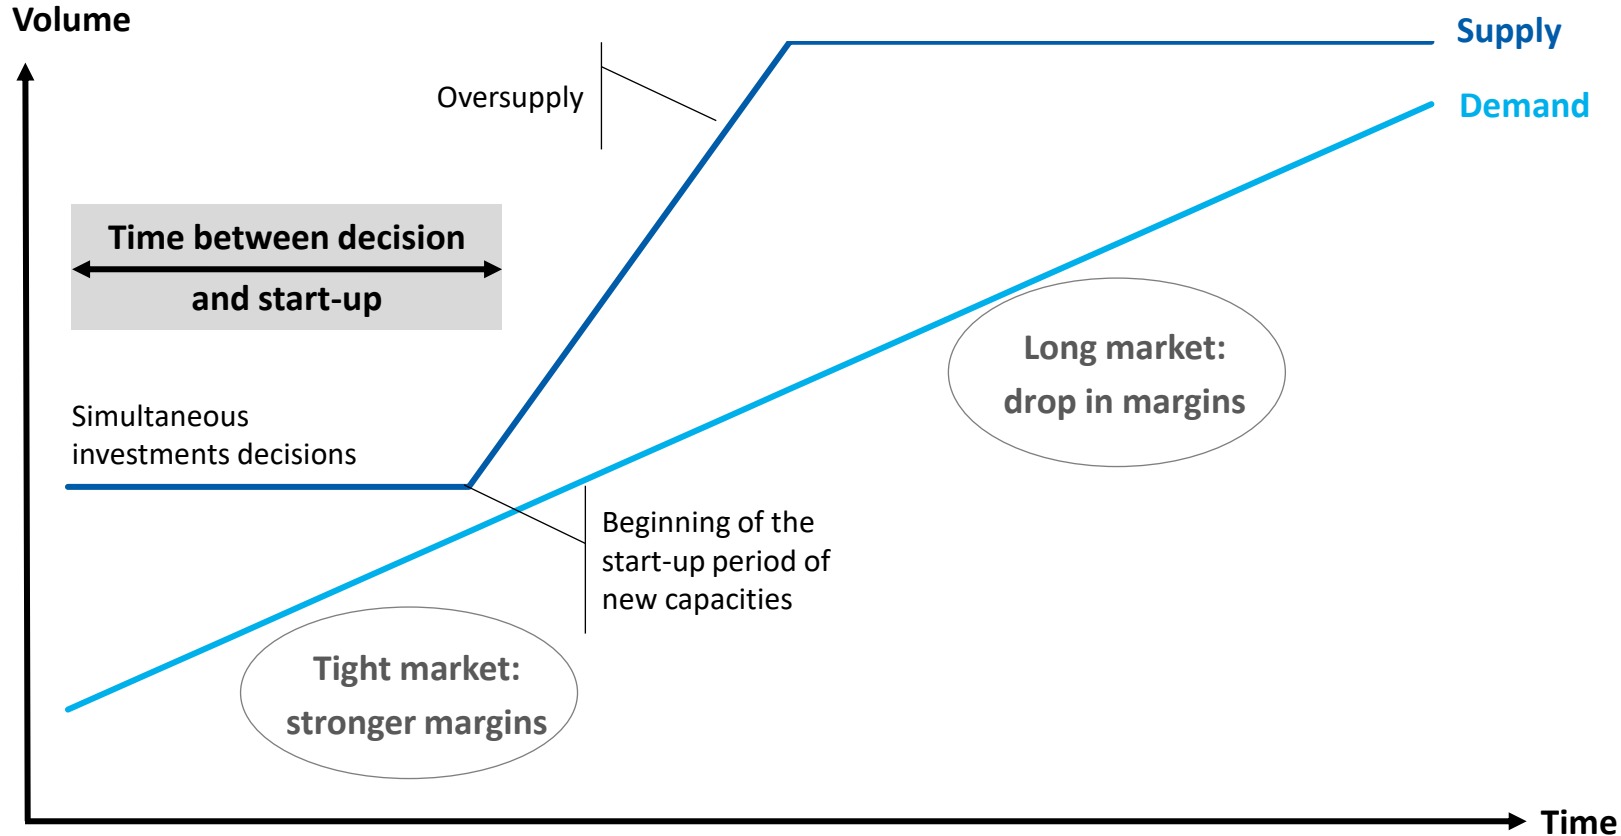 Volume
Supply
Oversupply
Demand
Time between decision
and start-up
Long market:
drop in margins
Simultaneous
investments decisions
Beginning of the
start-up period of
new capacities
Tight market:
stronger margins
Time